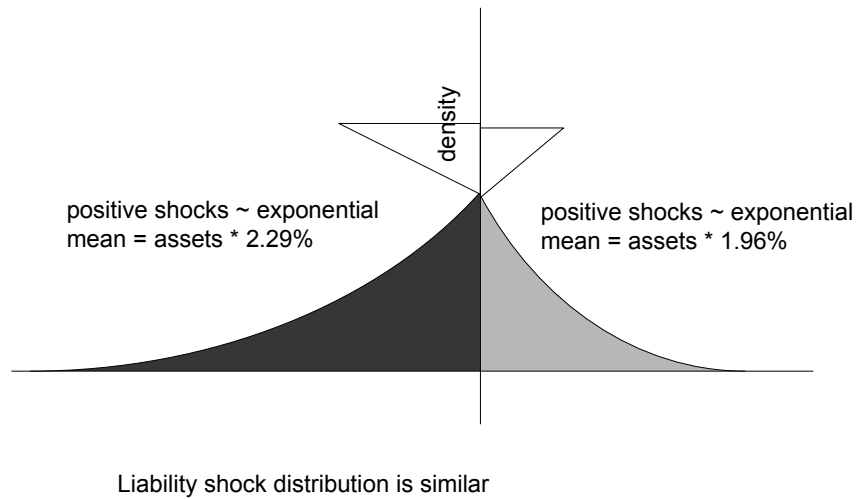 density
positive shocks ~ exponential
mean = assets * 2.29%
positive shocks ~ exponential
mean = assets * 1.96%
Liability shock distribution is similar